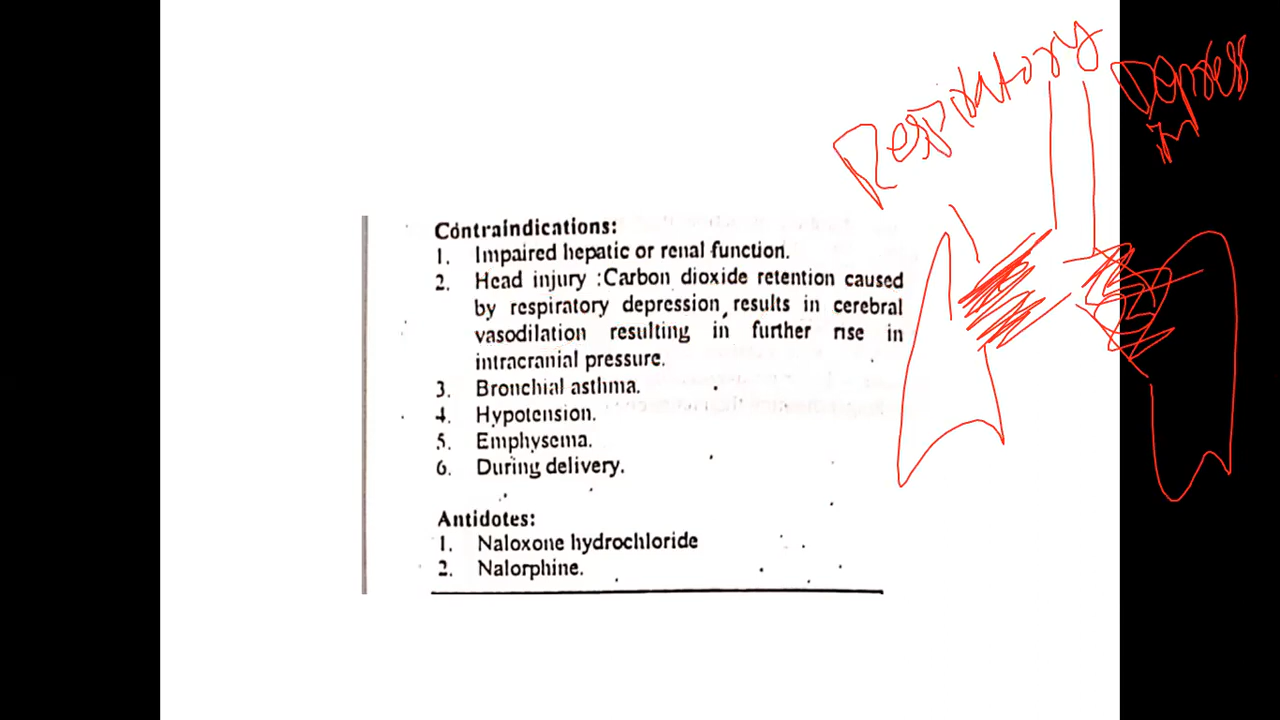 Respiratory
Depress
in
Contraindications:
1. Impaired hepatic or renal function.
2. Head injury :Carbon dioxide retention caused
by respiratory depression, results in cerebral
vasodilation resulting in further rise in
intracranial pressure.
3. Bronchial asthma.
4. Hypotension.
5. Emphysema.
6. During delivery.
Antidotes:
1. Naloxone hydrochloride
2. Nalorphine.